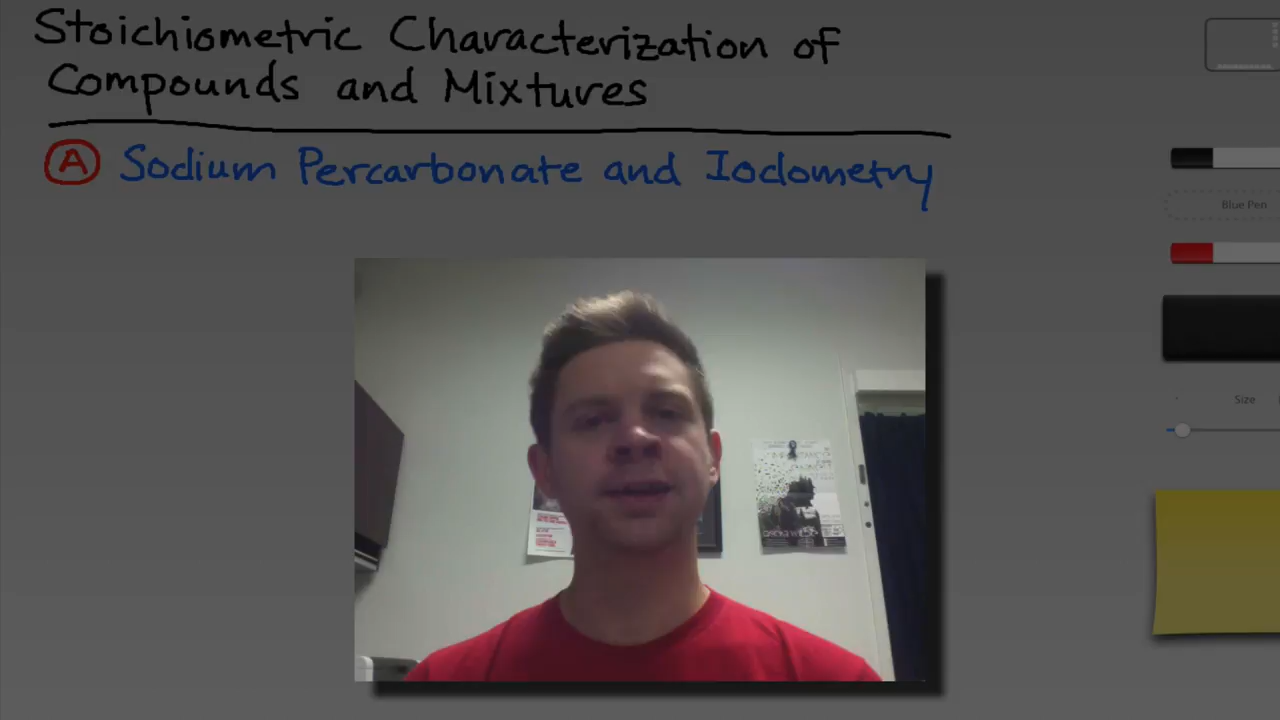 Stoichiometric Characterization of
Compounds and Mixtures
A Sodium Percarbonate and Iodometry
Blue Pen
Size